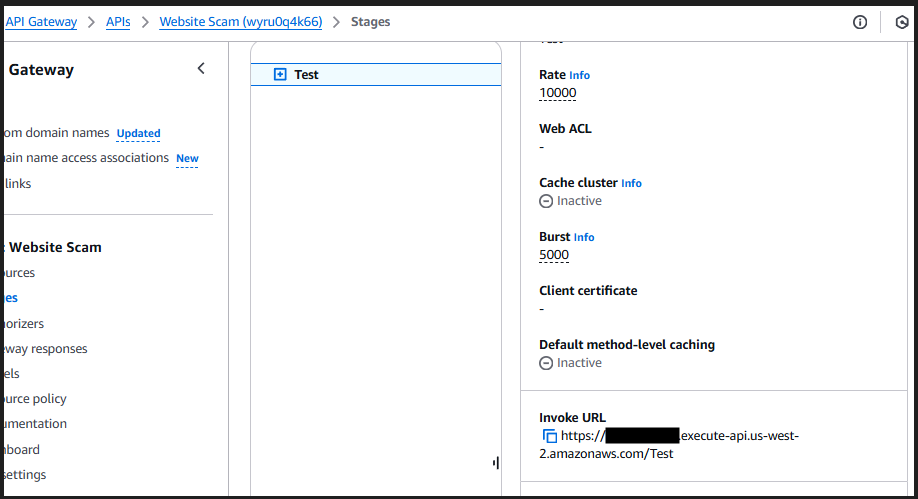 API Gateway > APIs > Website Scam (wyru0q4k66) > Stages
Gateway
om domain names Updated
ain name access associations New
links
: Website Scam
ources
ges
horizers
eway responses
els
ource policy
umentation
hboard
settings
Test
Rate Info
10000
Web ACL
-
Cache cluster Info
Inactive
Burst Info
5000
Client certificate
-
Default method-level caching
Inactive
Invoke URL
https:// .execute-api.us-west-
2.amazonaws.com/Test